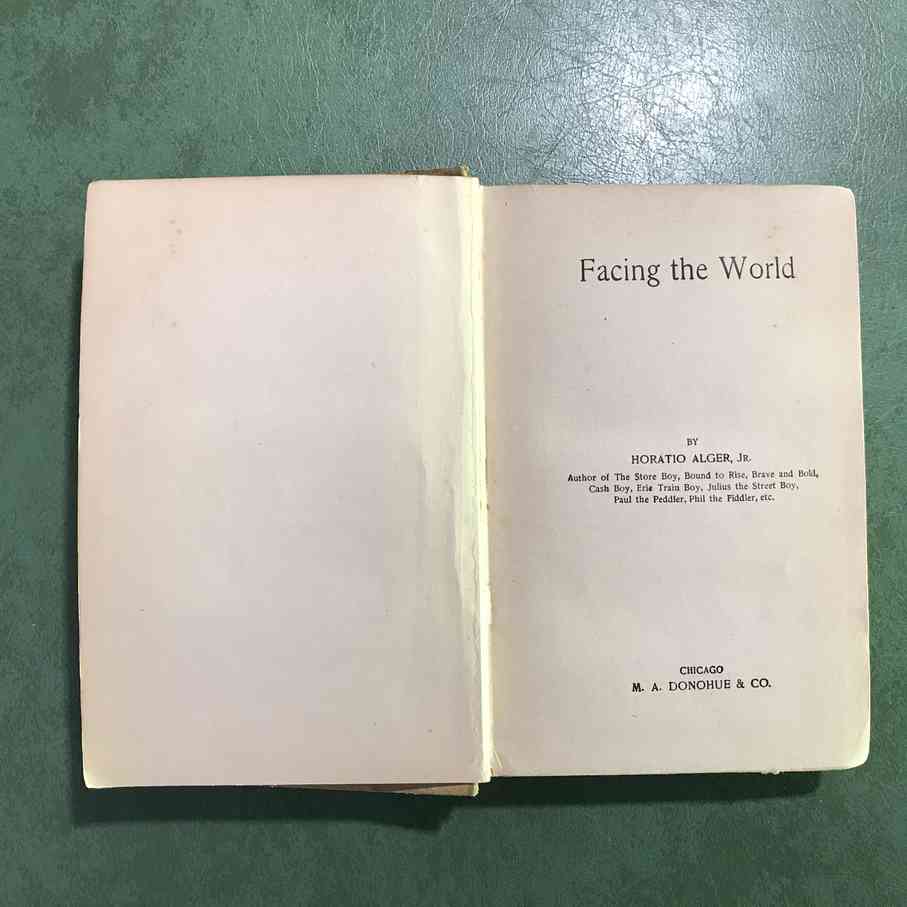 Facing the World
BY
HORATIO ALGER, JR.
Author of The Store Boy, Bound to Rise, Brave and Bold,
Cash Boy, Erie Train Boy, Julius the Street Boy,
Paul the Peddler, Phil the Fiddler, etc.
CHICAGO
M. A. DONOHUE & CO.